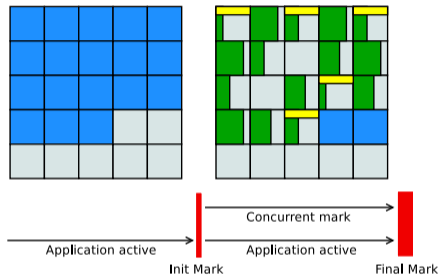 Concurrent mark
Application active
Application active
Init Mark
Final Mark